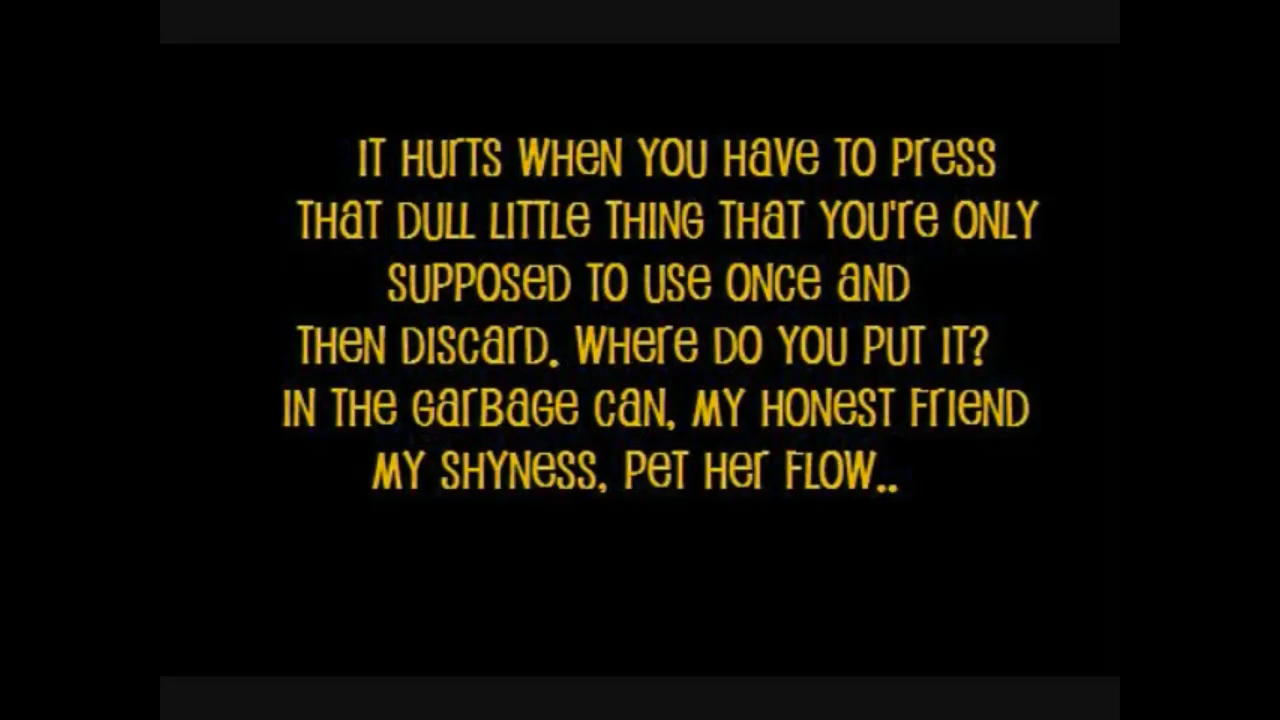 IT HURTS WHEN YOU HAVE TO PRESS
THAT DULL LITTLE THING THAT YOU'RE ONLY
SUPPOSED TO USE ONCE AND
THEN DISCARD. WHERE DO YOU PUT IT?
IN THE GARBAGE CAN, MY HONEST FRIEND
MY SHYNESS, PET HER FLOW..